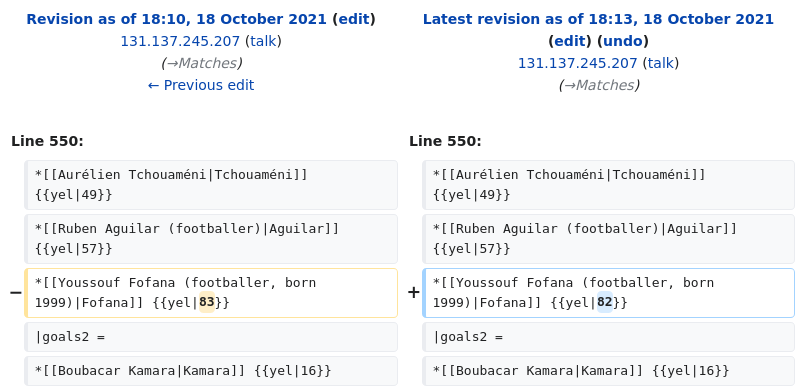 Revision as of 18:10, 18 October 2021 (edit)
131.137.245.207 (talk)
(→Matches)
← Previous edit
Latest revision as of 18:13, 18 October 2021
(edit) (undo)
131.137.245.207 (talk)
(→Matches)
Line 550:
*[[Aurélien Tchouaméni|Tchouaméni]]
{{yel|49}}
*[[Ruben Aguilar (footballer)|Aguilar]]
{{yel|57}}
− *[[Youssouf Fofana (footballer, born
1999)|Fofana]] {{yel|83}}
|goals2 =
*[[Boubacar Kamara|Kamara]] {{yel|16}}
Line 550:
*[[Aurélien Tchouaméni|Tchouaméni]]
{{yel|49}}
*[[Ruben Aguilar (footballer)|Aguilar]]
{{yel|57}}
+ *[[Youssouf Fofana (footballer, born
1999)|Fofana]] {{yel|82}}
|goals2 =
*[[Boubacar Kamara|Kamara]] {{yel|16}}